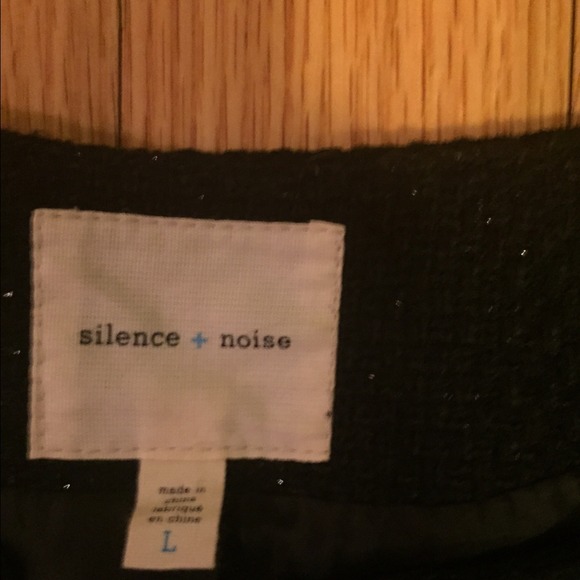 silence + noise
made in
china
fabriqué
en chine
L